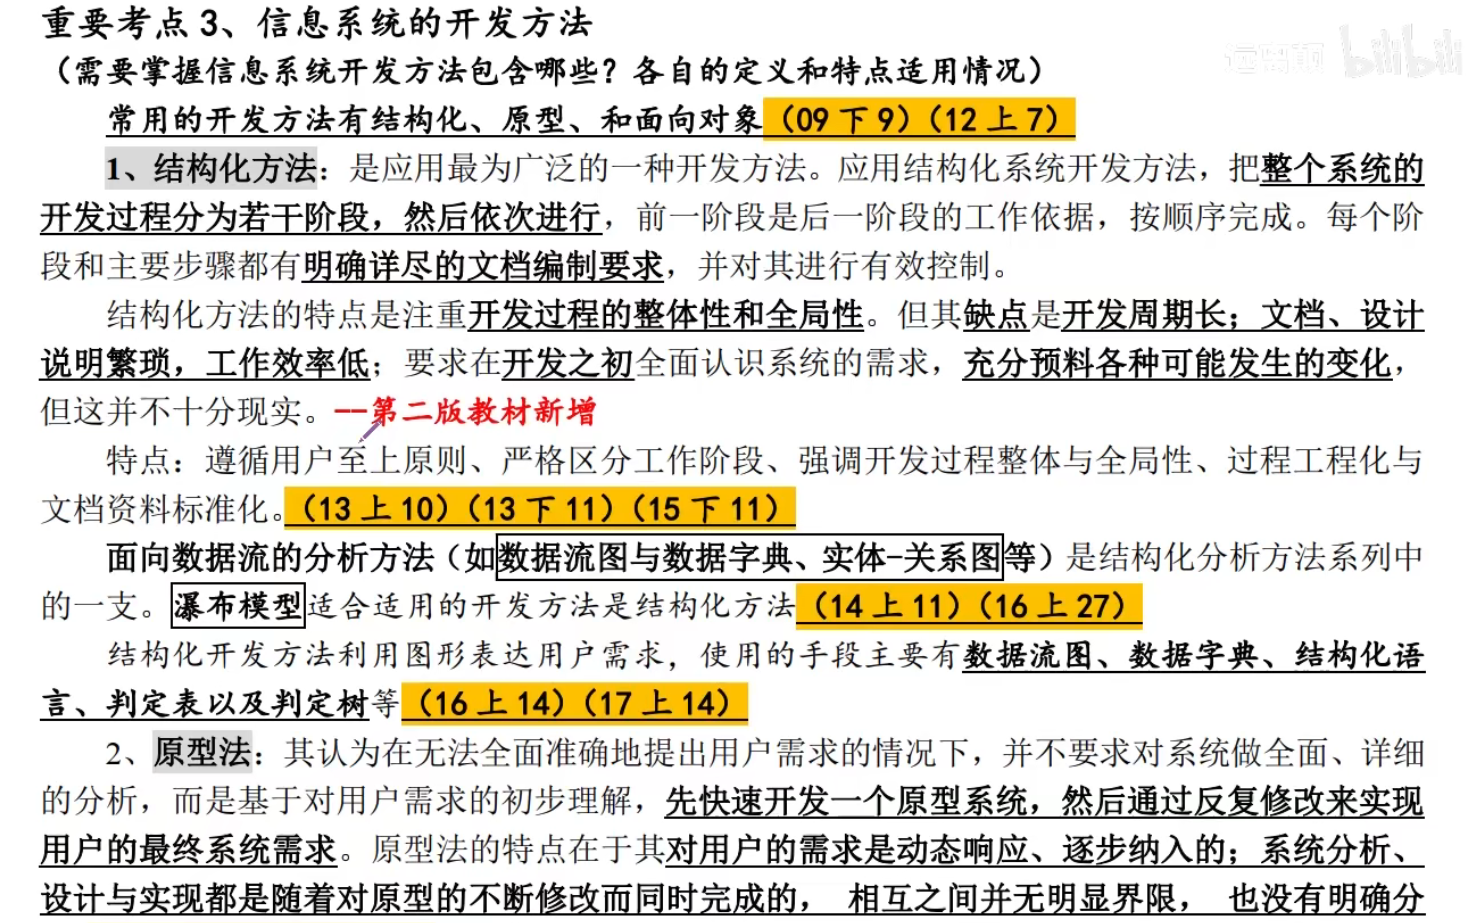 重要考点 3、信息系统的开发方法
远嚣颠 bilibili
（需要掌握信息系统开发方法包含哪些？各自的定义和特点适用情况）
常用的开发方法有结构化、原型、和面向对象（09 下 9）（12 上 7）
1、结构化方法：是应用最为广泛的一种开发方法。应用结构化系统开发方法，把整个系统的
开发过程分为若干阶段，然后依次进行，前一阶段是后一阶段的工作依据，按顺序完成。每个阶
段和主要步骤都有明确详尽的文档编制要求，并对其进行有效控制。
结构化方法的特点是注重开发过程的整体性和全局性。但其缺点是开发周期长；文档、设计
说明繁琐，工作效率低；要求在开发之初全面认识系统的需求，充分预料各种可能发生的变化，
但这并不十分现实。--第二版教材新增
特点：遵循用户至上原则、严格区分工作阶段、强调开发过程整体与全局性、过程工程化与
文档资料标准化。（13 上 10）（13 下 11）（15 下 11）
面向数据流的分析方法（如数据流图与数据字典、实体-关系图等）是结构化分析方法系列中
的一支。瀑布模型适合适用的开发方法是结构化方法（14 上 11）（16 上 27）
结构化开发方法利用图形表达用户需求，使用的手段主要有数据流图、数据字典、结构化语
言、判定表以及判定树等（16 上 14）（17 上 14）
2、原型法：其认为在无法全面准确地提出用户需求的情况下，并不要求对系统做全面、详细
的分析，而是基于对用户需求的初步理解，先快速开发一个原型系统，然后通过反复修改来实现
用户的最终系统需求。原型法的特点在于其对用户的需求是动态响应、逐步纳入的；系统分析、
设计与实现都是随着对原型的不断修改而同时完成的， 相互之间并无明显界限， 也没有明确分